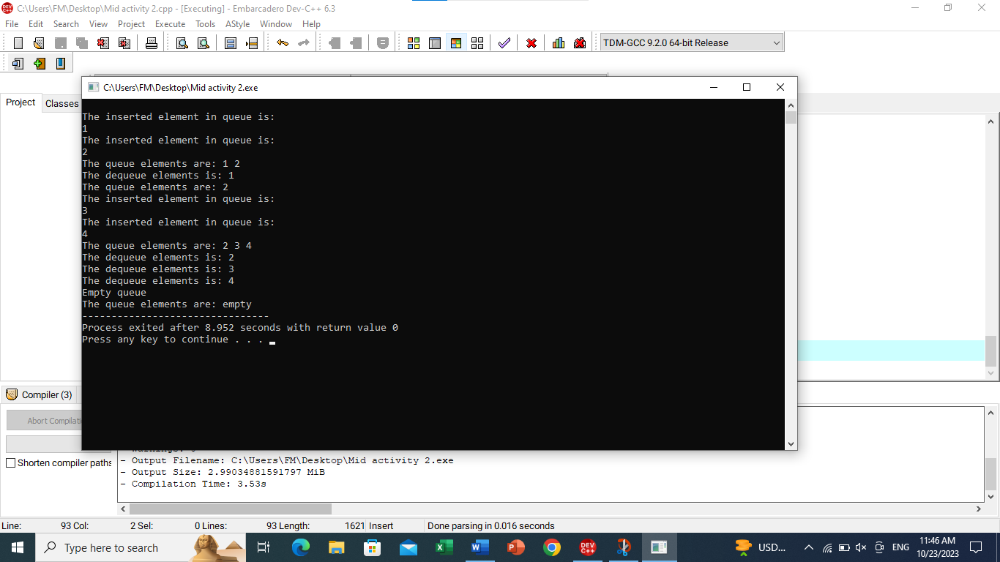 C:\Users\FM\Desktop\Mid activity 2.cpp - [Executing] - Embarcadero Dev-C++ 6.3
File Edit Search View Project Execute Tools AStyle Window Help
TDM-GCC 9.2.0 64-bit Release
C:\Users\FM\Desktop\Mid activity 2.exe
Project Classes
The inserted element in queue is:
1
The inserted element in queue is:
2
The queue elements are: 1 2
The dequeue elements is: 1
The queue elements are: 2
The inserted element in queue is:
3
The inserted element in queue is:
4
The queue elements are: 2 3 4
The dequeue elements is: 2
The dequeue elements is: 3
The dequeue elements is: 4
Empty queue
The queue elements are: empty
--------------------------------
Process exited after 8.952 seconds with return value 0
Press any key to continue . . .
Compiler (3)
Abort Compilati
Shorten compiler paths
- Output Filename: C:\Users\FM\Desktop\Mid activity 2.exe
- Output Size: 2.99034881591797 MiB
- Compilation Time: 3.53s
Line: 93 Col: 2 Sel: 0 Lines: 93 Length: 1621 Insert Done parsing in 0.016 seconds
Type here to search
DEV C++
USD...
ENG
11:46 AM
10/23/2023